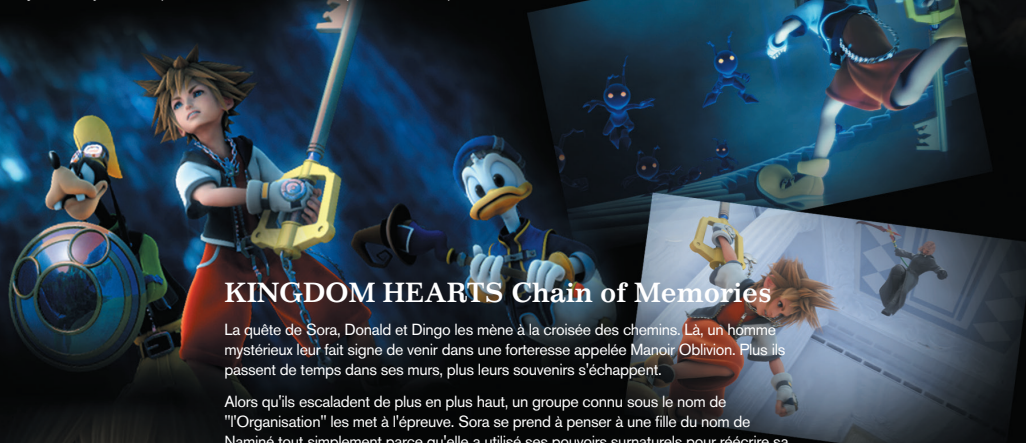 KINGDOM HEARTS Chain of Memories
La quête de Sora, Donald et Dingo les mène à la croisée des chemins. Là, un homme
mystérieux leur fait signe de venir dans une forteresse appelée Manoir Oblivion. Plus ils
passent de temps dans ses murs, plus leurs souvenirs s'échappent.
Alors qu'ils escaladent de plus en plus haut, un groupe connu sous le nom de
"l'Organisation" les met à l'épreuve. Sora se prend à penser à une fille du nom de
Naminé tout simplement parce qu'elle a utilisé ses pouvoirs surnaturels pour réécrire sa